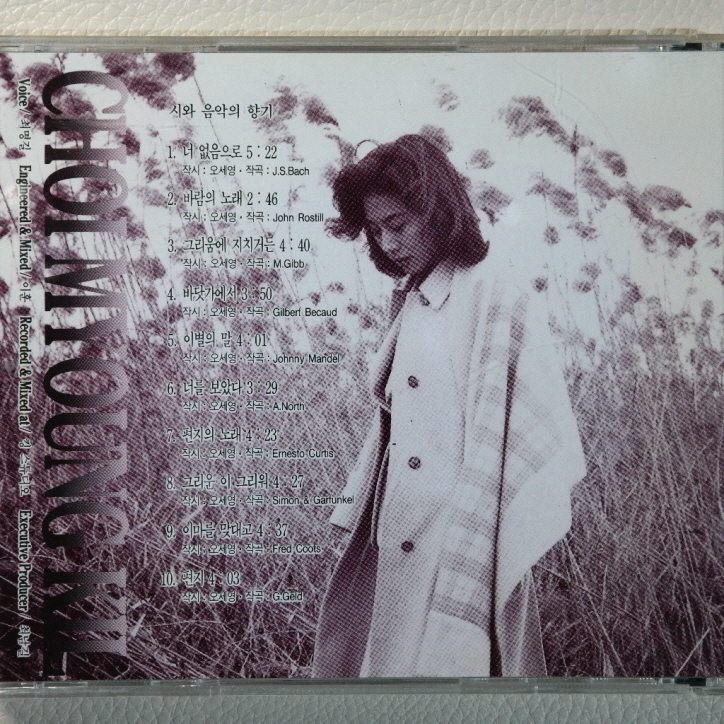 CHOI MYOUNG KIL
Voice / 최명길 Engineered & Mixed / 이훈 Recorded & Mixed at / Executive Producer /
시와 음악의 향기
1. 너 없음으로 5 : 22
작시 : 오세영 · 작곡 : J.S.Bach
2. 바람의 노래 2 : 46
작시 : 오세영 · 작곡 : John Rostill
3. 그리움에 지치거든 4 : 40
작시 : 오세영 · 작곡 : M.Gibb
4. 바닷가에서 3 : 50
작시 : 오세영 · 작곡 : Gilbert Becaud
5. 이별의 말 4 : 01
작시 : 오세영 · 작곡 : Johnny Mandel
6. 너를 보았다 3 : 29
작시 : 오세영 · 작곡 : A.North
7. 편지의 노래 4 : 23
작시 : 오세영 · 작곡 : Ernesto Curtis
8. 그리운 이 그리워 4 : 27
작시 : 오세영 · 작곡 : Simon & Garfunkel
9. 이마를 맞대고 4 : 37
작시 : 오세영 · 작곡 : Fred Coots
10. 편지 4 : 03
작시 : 오세영 · 작곡 : G.Geld